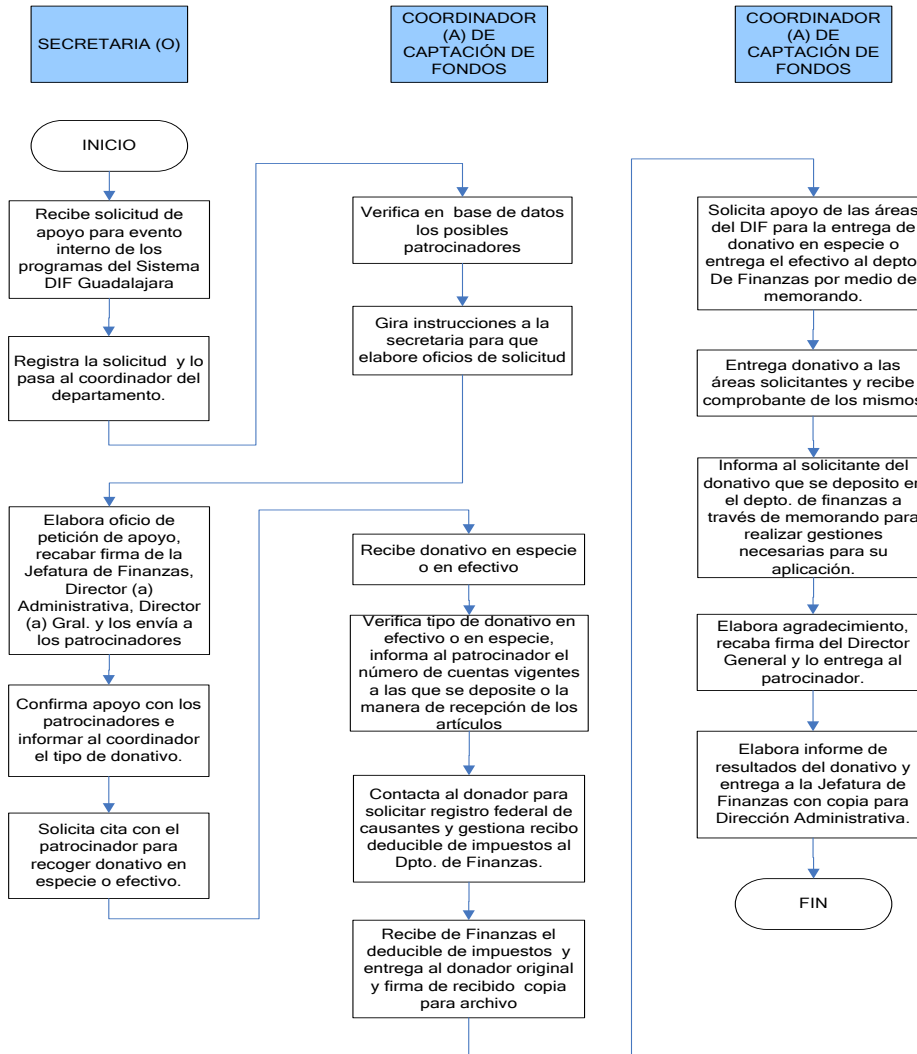 SECRETARIA (O)
COORDINADOR
(A) DE
CAPTACIÓN DE
FONDOS
COORDINADOR
(A) DE
CAPTACIÓN DE
FONDOS
INICIO
Recibe solicitud de
apoyo para evento
interno de los
programas del Sistema
DIF Guadalajara
Registra la solicitud y lo
pasa al coordinador del
departamento.
Verifica en base de datos
los posibles
patrocinadores
Gira instrucciones a la
secretaria para que
elabore oficios de solicitud
Elabora oficio de
petición de apoyo,
recabar firma de la
Jefatura de Finanzas,
Director (a)
Administrativa, Director
(a) Gral. y los envía a
los patrocinadores
Confirma apoyo con los
patrocinadores e
informar al coordinador
el tipo de donativo.
Solicita cita con el
patrocinador para
recoger donativo en
especie o efectivo.
Recibe donativo en especie
o en efectivo
Verifica tipo de donativo en
efectivo o en especie,
informa al patrocinador el
número de cuentas vigentes
a las que se deposite o la
manera de recepción de los
artículos
Contacta al donador para
solicitar registro federal de
causantes y gestiona recibo
deducible de impuestos al
Dpto. de Finanzas.
Recibe de Finanzas el
deducible de impuestos y
entrega al donador original
y firma de recibido copia
para archivo
Solicita apoyo de las áreas
del DIF para la entrega de
donativo en especie o
entrega el efectivo al depto.
De Finanzas por medio de
memorando.
Entrega donativo a las
áreas solicitantes y recibe
comprobante de los mismos
Informa al solicitante del
donativo que se deposito en
el depto. de finanzas a
través de memorando para
realizar gestiones
necesarias para su
aplicación.
Elabora agradecimiento,
recaba firma del Director
General y lo entrega al
patrocinador.
Elabora informe de
resultados del donativo y
entrega a la Jefatura de
Finanzas con copia para
Dirección Administrativa.
FIN